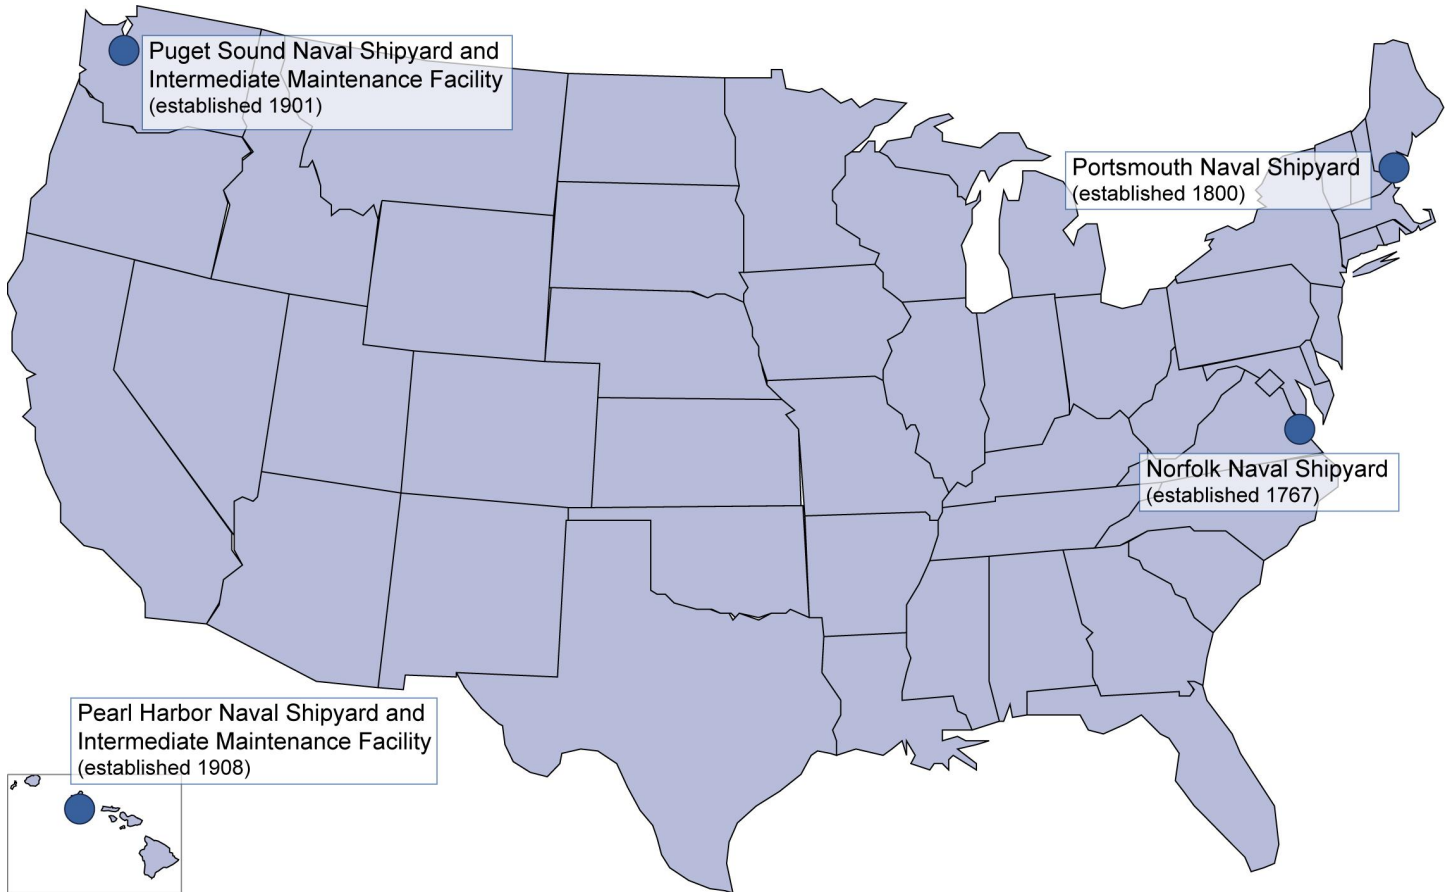 Puget Sound Naval Shipyard and
Intermediate Maintenance Facility
(established 1901)
Portsmouth Naval Shipyard
(established 1800)
Norfolk Naval Shipyard
(established 1767)
Pearl Harbor Naval Shipyard and
Intermediate Maintenance Facility
(established 1908)